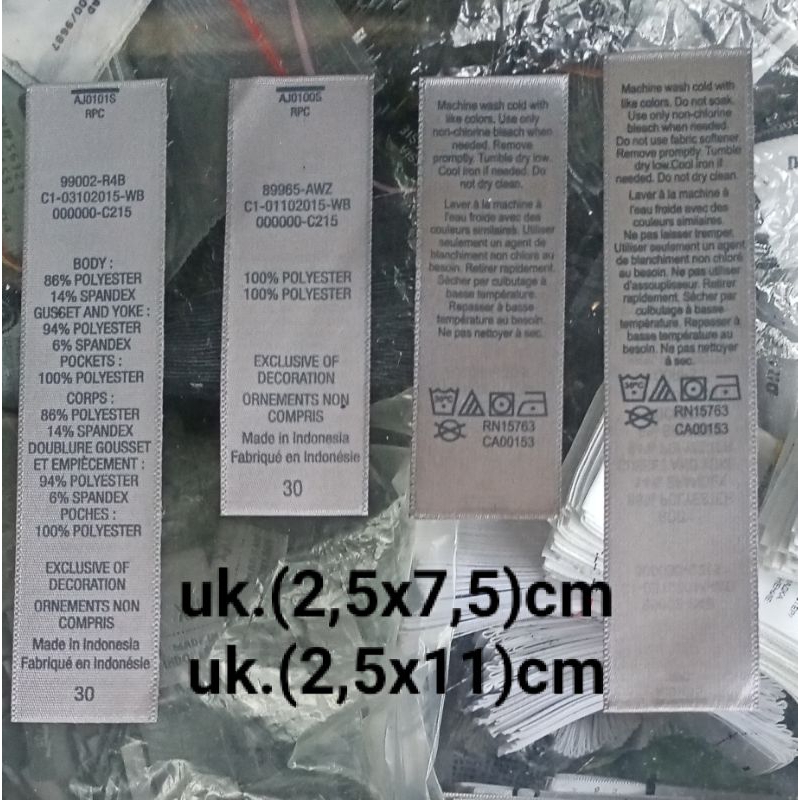 AJ0101S
RPC
99002-R4B
C1-03102015-WB
000000-C215
BODY :
86% POLYESTER
14% SPANDEX
GUSSET AND YOKE :
94% POLYESTER
6% SPANDEX
POCKETS :
100% POLYESTER
CORPS :
86% POLYESTER
14% SPANDEX
DOUBLURE GOUSSET
ET EMPIÈCEMENT :
94% POLYESTER
6% SPANDEX
POCHES :
100% POLYESTER
EXCLUSIVE OF
DECORATION
ORNEMENTS NON
COMPRIS
Made in Indonesia
Fabriqué en Indonésie
30
AJ0100S
RPC
89965-AWZ
C1-01102015-WB
000000-C215
100% POLYESTER
100% POLYESTER
EXCLUSIVE OF
DECORATION
ORNEMENTS NON
COMPRIS
Made in Indonesia
Fabriqué en Indonésie
30
Machine wash cold with
like colors. Use only
non-chlorine bleach when
needed. Remove
promptly. Tumble dry low.
Cool iron if needed. Do
not dry clean.
Laver à la machine à
l'eau froide avec des
couleurs similaires. Utiliser
seulement un agent de
blanchiment non chloré au
besoin. Retirer rapidement.
Sécher par culbutage à
basse température.
Repasser à basse
température au besoin.
Ne pas nettoyer à sec.
30°C
RN15763
CA00153
Machine wash cold with
like colors. Do not soak.
Use only non-chlorine
bleach when needed.
Do not use fabric softener.
Remove promptly. Tumble
dry low. Cool iron if
needed. Do not dry clean.
Laver à la machine à
l'eau froide avec des
couleurs similaires.
Ne pas laisser tremper.
Utiliser seulement un agent
de blanchiment non chloré
au besoin. Ne pas utiliser
d'assouplisseur. Retirer
rapidement. Sécher par
culbutage à basse
température. Repasser à
basse température au
besoin. Ne pas nettoyer
à sec.
30°C
RN15763
CA00153
uk.(2,5x7,5)cm
uk.(2,5x11)cm